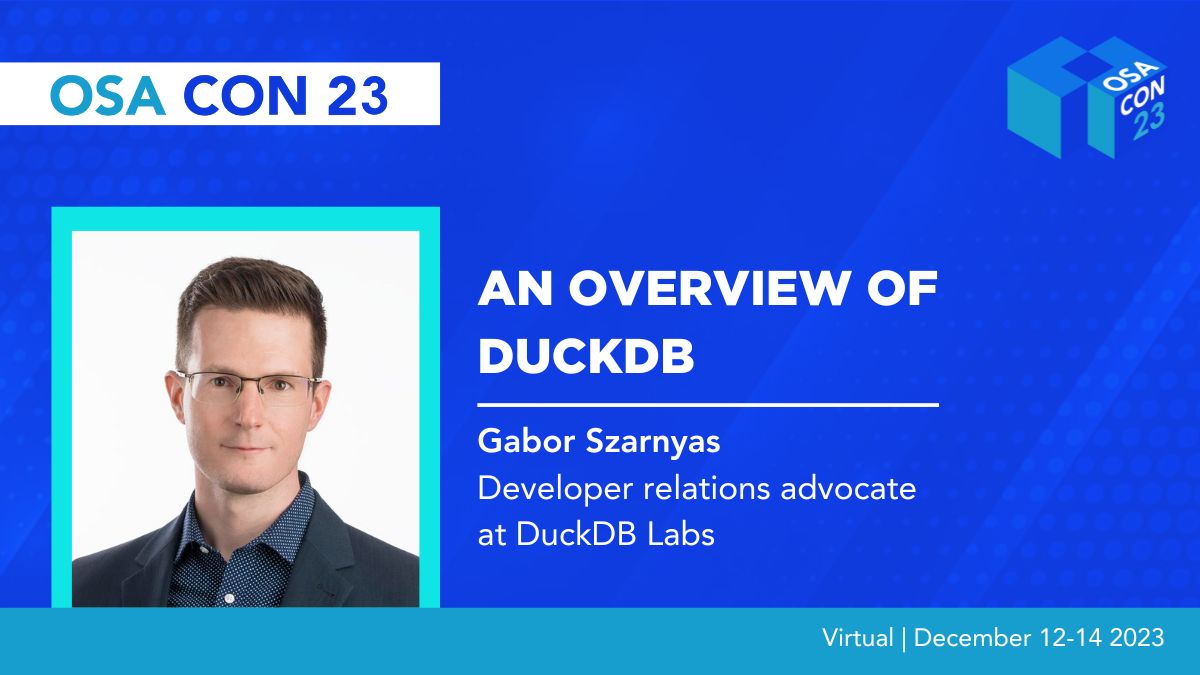 OSA CON 23
OSA
CON
23
AN OVERVIEW OF
DUCKDB
Gabor Szarnyas
Developer relations advocate
at DuckDB Labs
Virtual | December 12-14 2023